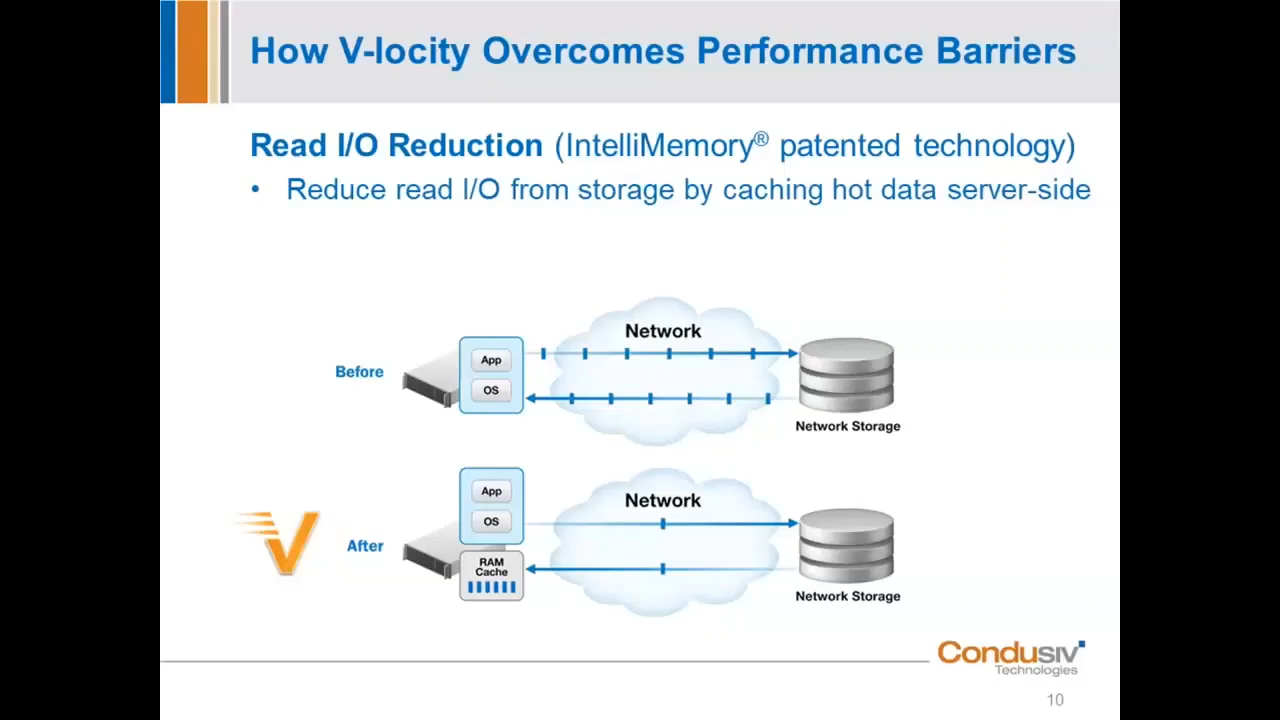 How V-locity Overcomes Performance Barriers
Read I/O Reduction (IntelliMemory® patented technology)
• Reduce read I/O from storage by caching hot data server-side
Network
Before
App
OS
Network Storage
Network
After
App
OS
RAM
Cache
Network Storage
V
Condusiv
Technologies
10